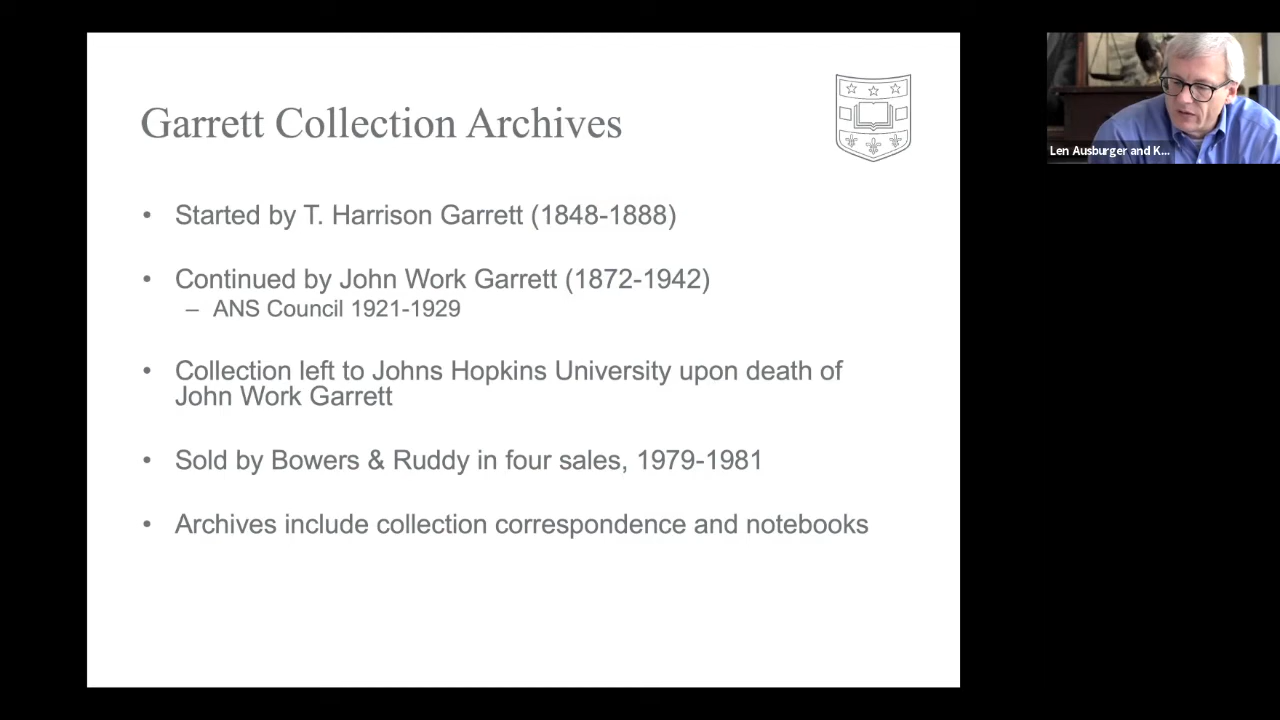 Garrett Collection Archives
• Started by T. Harrison Garrett (1848-1888)
• Continued by John Work Garrett (1872-1942)
– ANS Council 1921-1929
• Collection left to Johns Hopkins University upon death of
John Work Garrett
• Sold by Bowers & Ruddy in four sales, 1979-1981
• Archives include collection correspondence and notebooks
Len Ausburger and K...